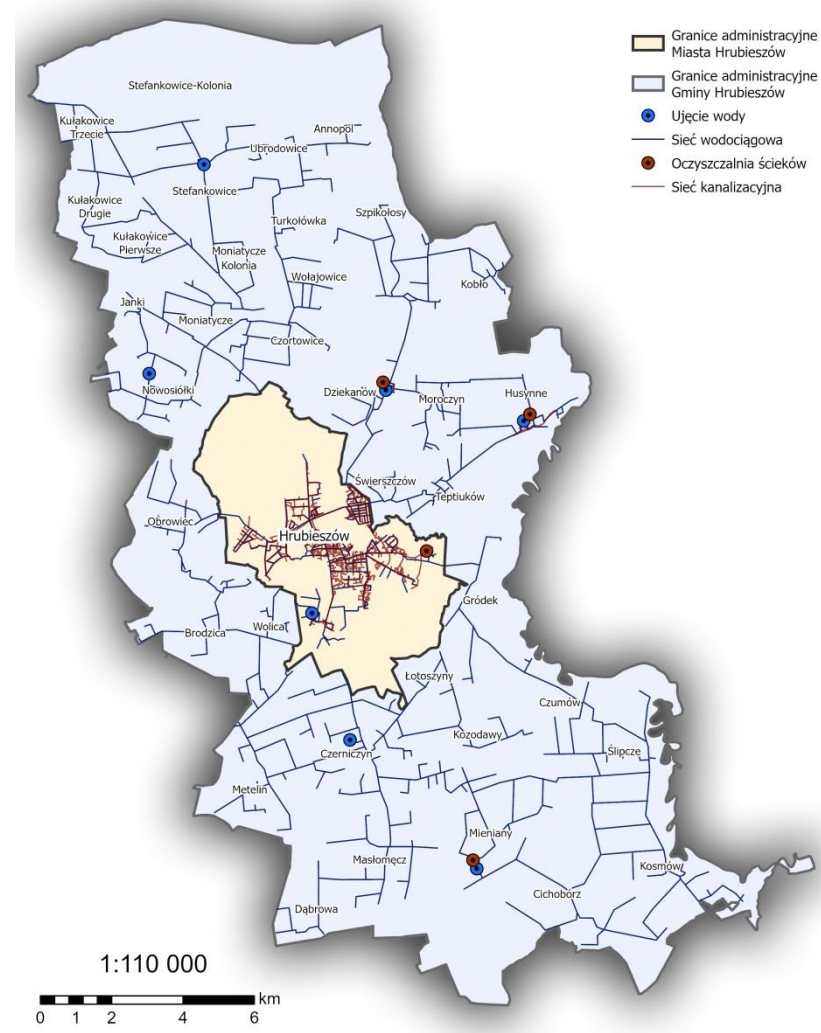 Granice administracyjne
Miasta Hrubieszów
Granice administracyjne
Gminy Hrubieszów
Ujęcie wody
Sieć wodociągowa
Oczyszczalnia ścieków
Sieć kanalizacyjna
Stefankowice-Kolonia
Kułakowice
Trzecie
Annopol
Ubrodowice
Stefankowice
Kułakowice
Drugie
Szpikołosy
Turkołówka
Kułakowice
Pierwsze
Moniatycze
Kolonia
Wołajowice
Kobło
Janki
Moniatycze
Czortowice
Nowosiółki
Dziekanów
Moroczyn
Husynne
Świerszczów
Teptiuków
Obrowiec
Hrubieszów
Gródek
Brodzica
Wolica
Łotoszyny
Czumów
Kozodawy
Ślipcze
Czerniczyn
Metelin
Mieniany
Masłomęcz
Kosmów
Cichobórz
Dąbrowa
1:110 000
km
0 1 2 4 6